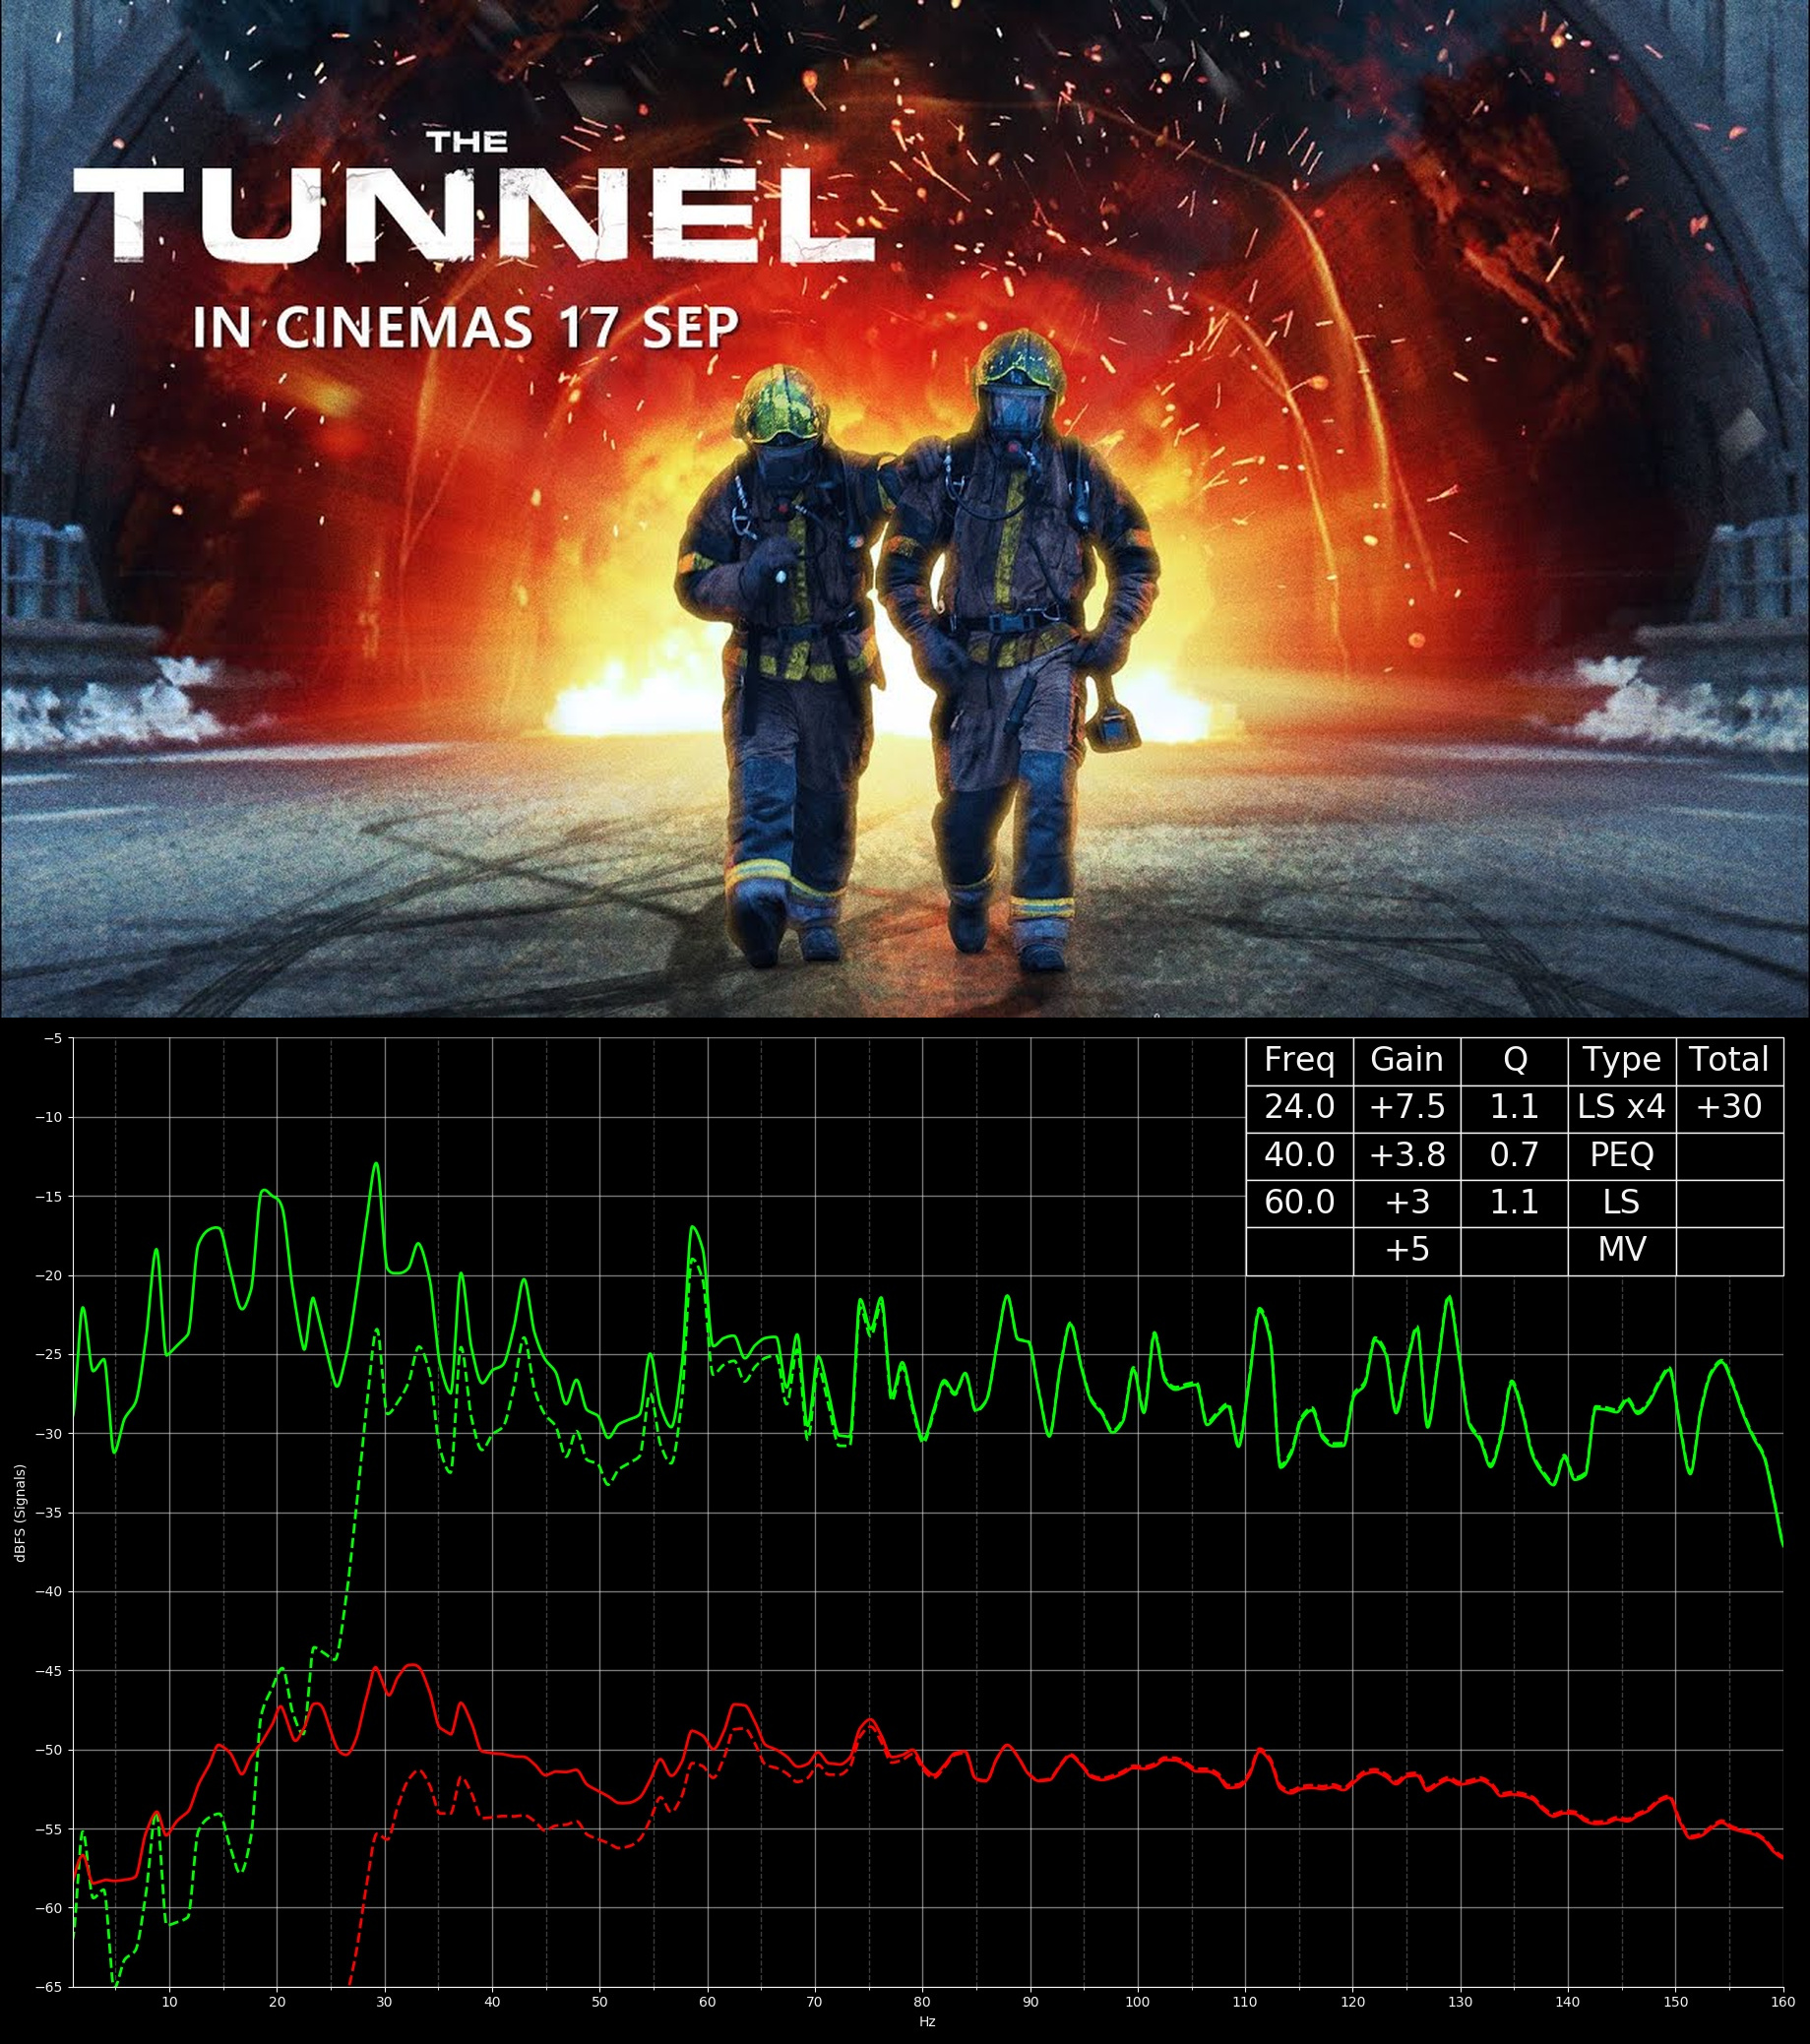 THE
TUNNEL
IN CINEMAS 17 SEP
Freq Gain Q Type Total
24.0 +7.5 1.1 LS x4 +30
40.0 +3.8 0.7 PEQ
60.0 +3 1.1 LS
+5 MV
−5
−10
−15
−20
−25
−30
−35
−40
−45
−50
−55
−60
−65
dBFS (Signals)
10 20 30 40 50 60 70 80 90 100 110 120 130 140 150 160
Hz